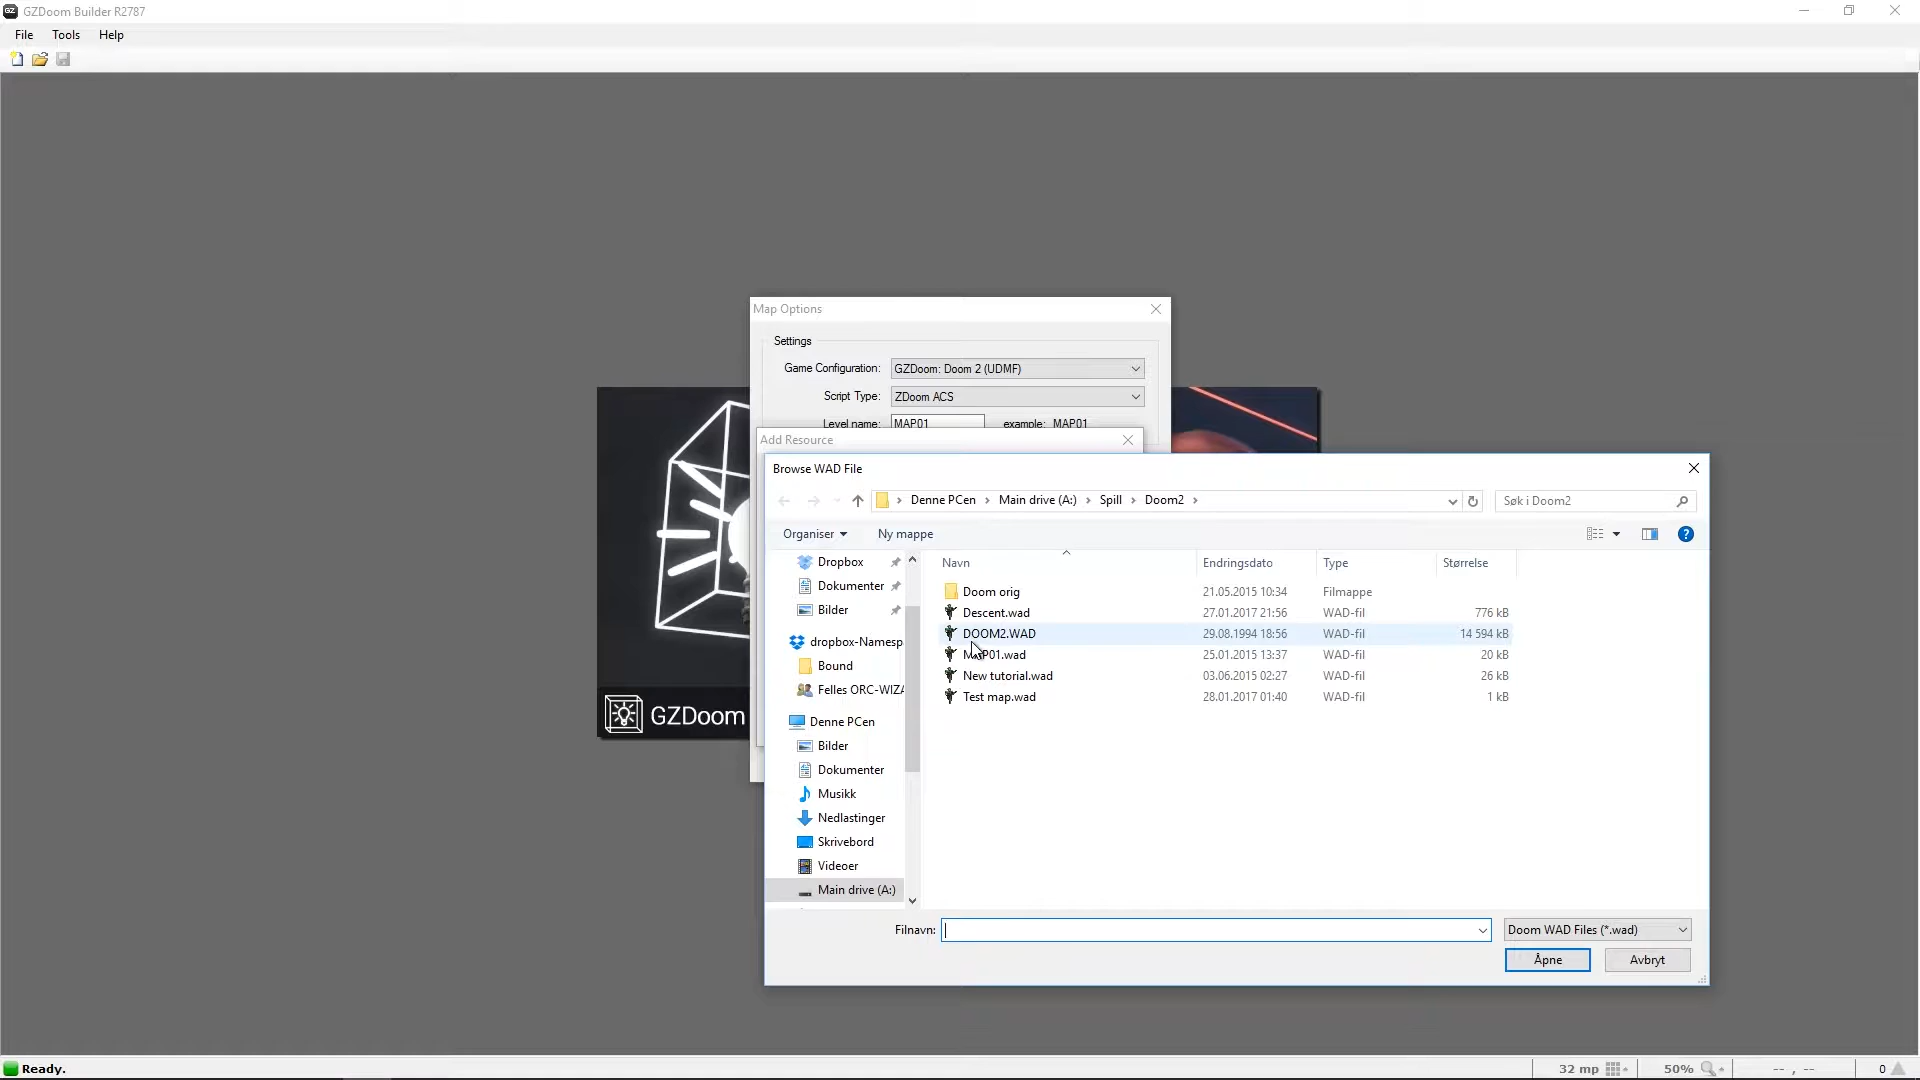 GZDoom Builder R2787
File Tools Help
Map Options
Settings
Game Configuration: GZDoom: Doom 2 (UDMF)
Script Type: ZDoom ACS
Level name: MAP01 example: MAP01
Add Resource
Browse WAD File
Denne PCen Main drive (A:) Spill Doom2
Søk i Doom2
Organiser Ny mappe
Navn Endringsdato Type Størrelse
Dropbox
Dokumenter
Bilder
dropbox-Namesp
Bound
Felles ORC-WIZA
Denne PCen
Bilder
Dokumenter
Musikk
Nedlastinger
Skrivebord
Videoer
Main drive (A:)
Doom orig 21.05.2015 10:34 Filmappe
Descent.wad 27.01.2017 21:56 WAD-fil 776 kB
DOOM2.WAD 29.08.1994 18:56 WAD-fil 14 594 kB
MAP01.wad 25.01.2015 13:37 WAD-fil 20 kB
New tutorial.wad 03.06.2015 02:27 WAD-fil 26 kB
Test map.wad 28.01.2017 01:40 WAD-fil 1 kB
GZDoom
Filnavn: Doom WAD Files (*.wad)
Åpne Avbryt
Ready. 32 mp 50% -- , -- 0